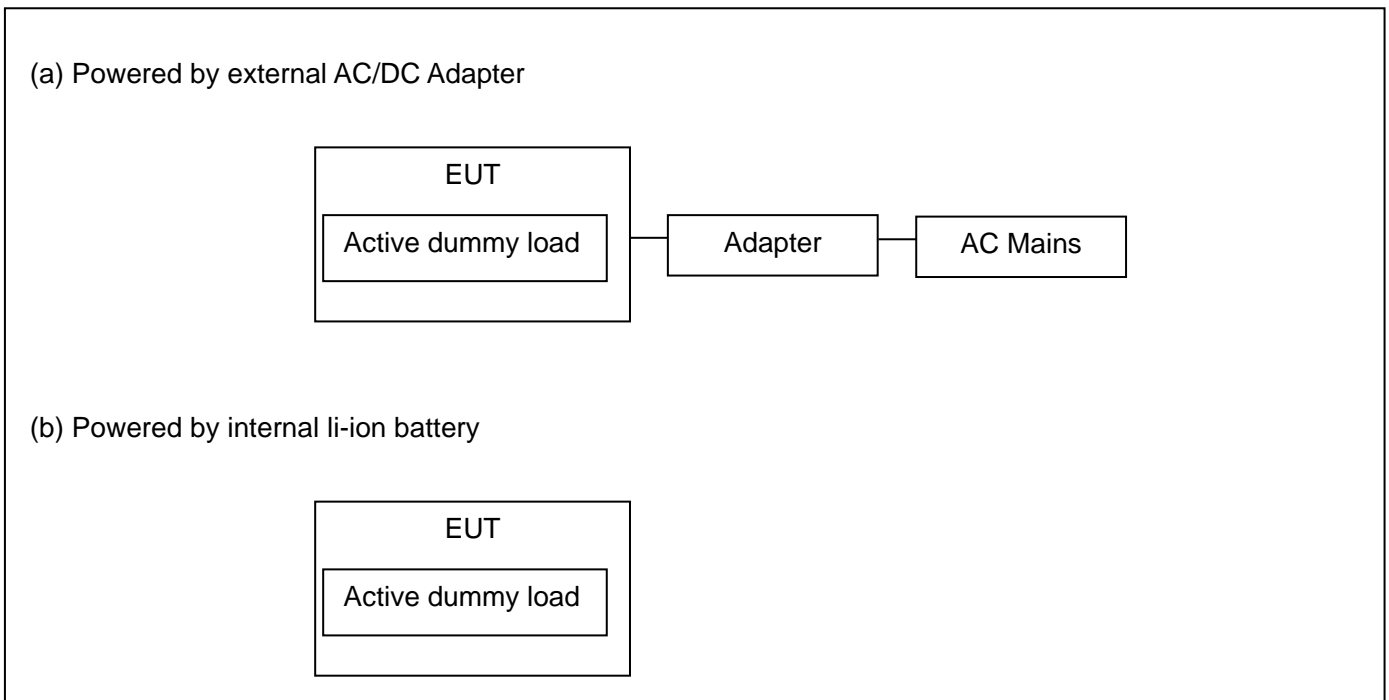 (a) Powered by external AC/DC Adapter
EUT
Active dummy load
Adapter
AC Mains
(b) Powered by internal li-ion battery
EUT
Active dummy load